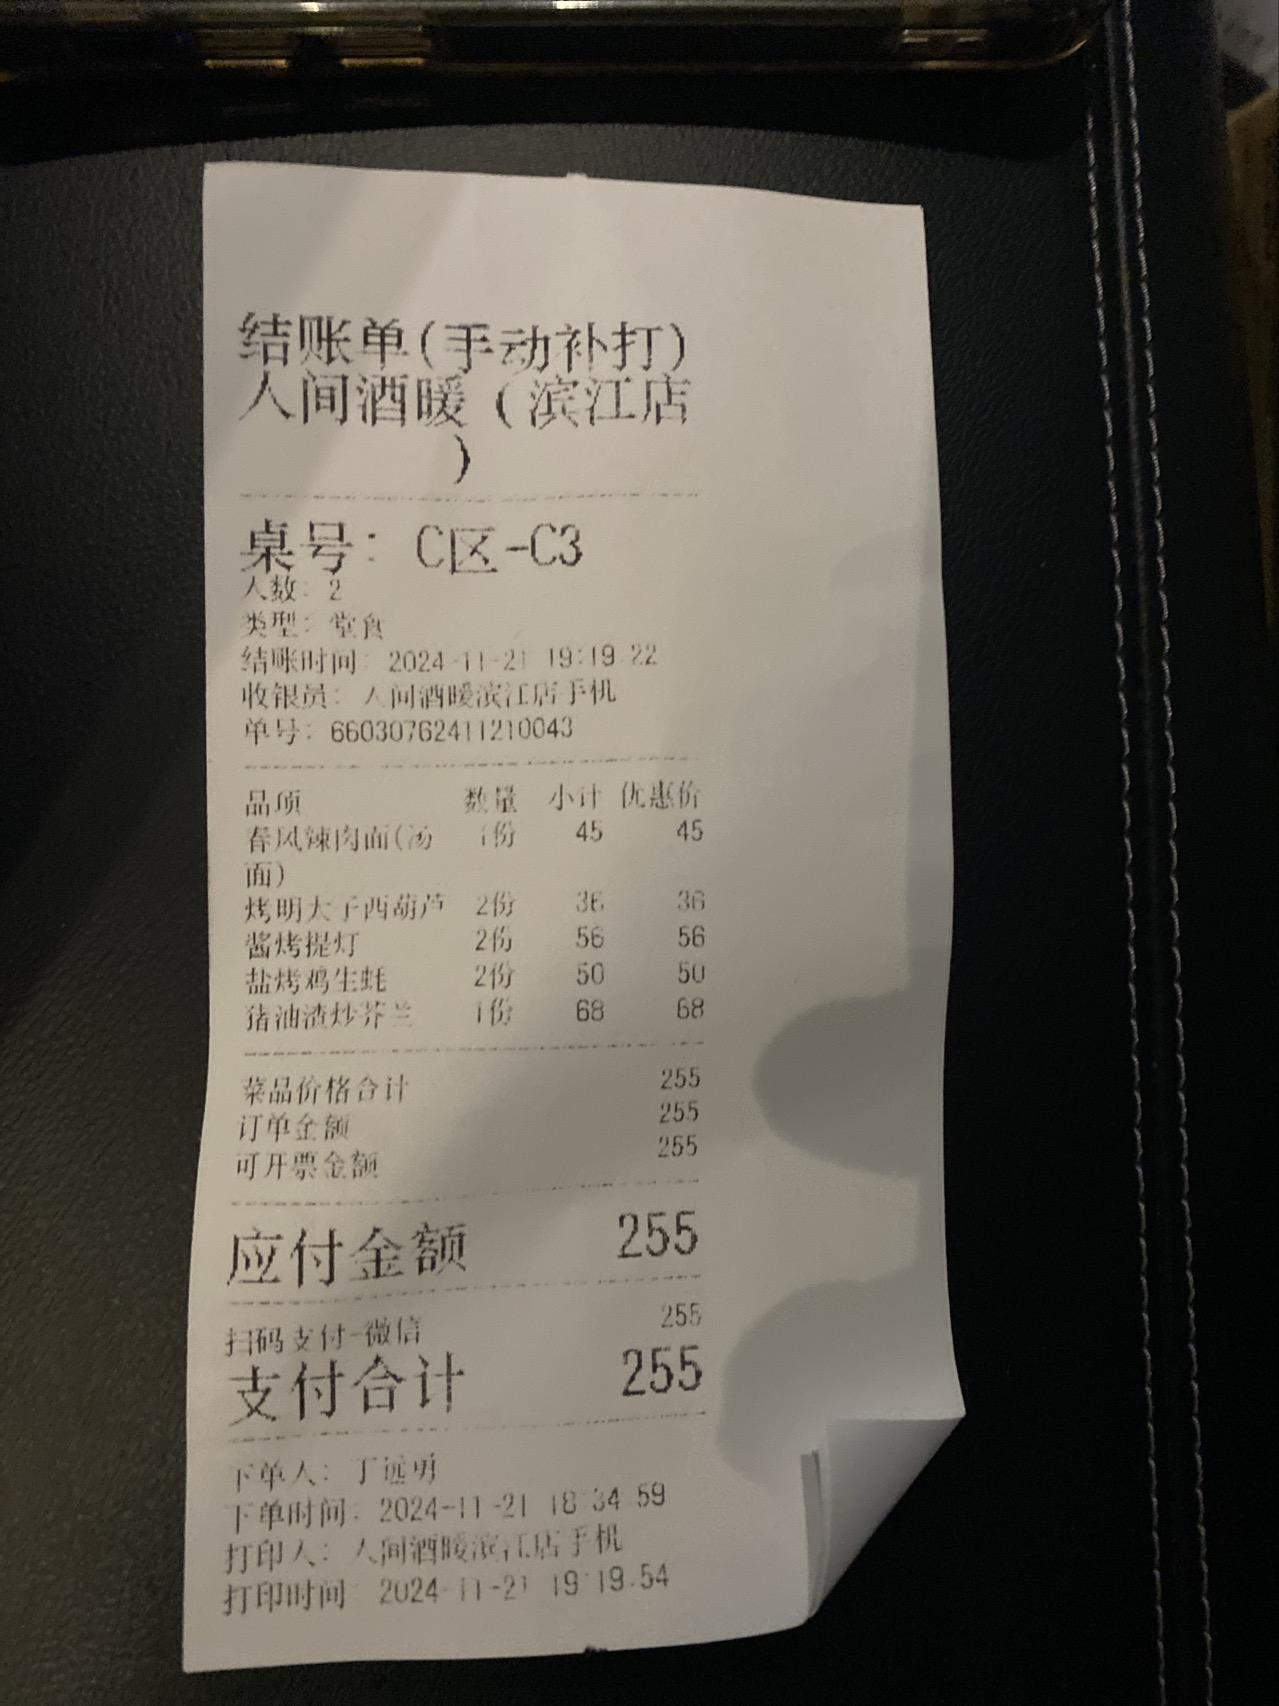 结账单(手动补打)
人间酒暖（滨江店
）
桌号：C区-C3
人数：2
类型：堂食
结账时间：2024-11-21 19:19:22
收银员：人间酒暖滨江店手机
单号：66030762411210043
品项 数量 小计 优惠价
春风辣肉面(汤 1份 45 45
面)
烤明太子西葫芦 2份 36 36
酱烤提灯 2份 56 56
盐烤鸡生蚝 2份 50 50
猪油渣炒芥兰 1份 68 68
菜品价格合计 255
订单金额 255
可开票金额 255
应付金额 255
扫码支付-微信 255
支付合计 255
下单人：丁远勇
下单时间：2024-11-21 18:34:59
打印人：人间酒暖滨江店手机
打印时间：2024-11-21 19:19:54